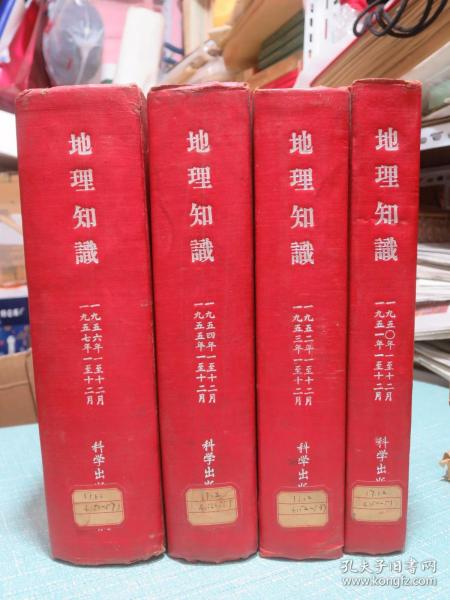 地理知識
一九五六年一至十二月
一九五七年一至十二月
科学出
地理知識
一九五四年一至十二月
一九五五年一至十二月
科学出
地理知識
一九五二年一至十二月
一九五三年一至十二月
科学出
地理知識
一九五〇年一至十二月
一九五一年一至十二月
科学出
孔夫子旧书网